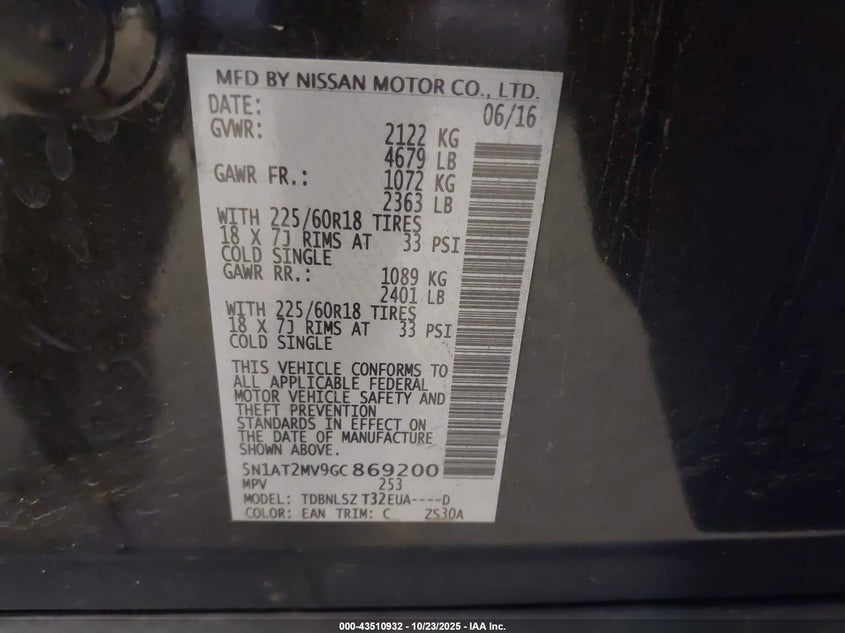 MFD BY NISSAN MOTOR CO., LTD.
DATE: 06/16
GVWR: 2122 KG
4679 LB
GAWR FR.: 1072 KG
2363 LB
WITH 225/60R18 TIRES
18 X 7J RIMS AT 33 PSI
COLD SINGLE
GAWR RR.: 1089 KG
2401 LB
WITH 225/60R18 TIRES
18 X 7J RIMS AT 33 PSI
COLD SINGLE
THIS VEHICLE CONFORMS TO
ALL APPLICABLE FEDERAL
MOTOR VEHICLE SAFETY AND
THEFT PREVENTION
STANDARDS IN EFFECT ON
THE DATE OF MANUFACTURE
SHOWN ABOVE.
5N1AT2MV9GC869200
MPV 253
MODEL: TDBNLSZ T32EUA----D
COLOR: EAN TRIM: C ZS30A
000-43510932 - 10/23/2025 - IAA Inc.